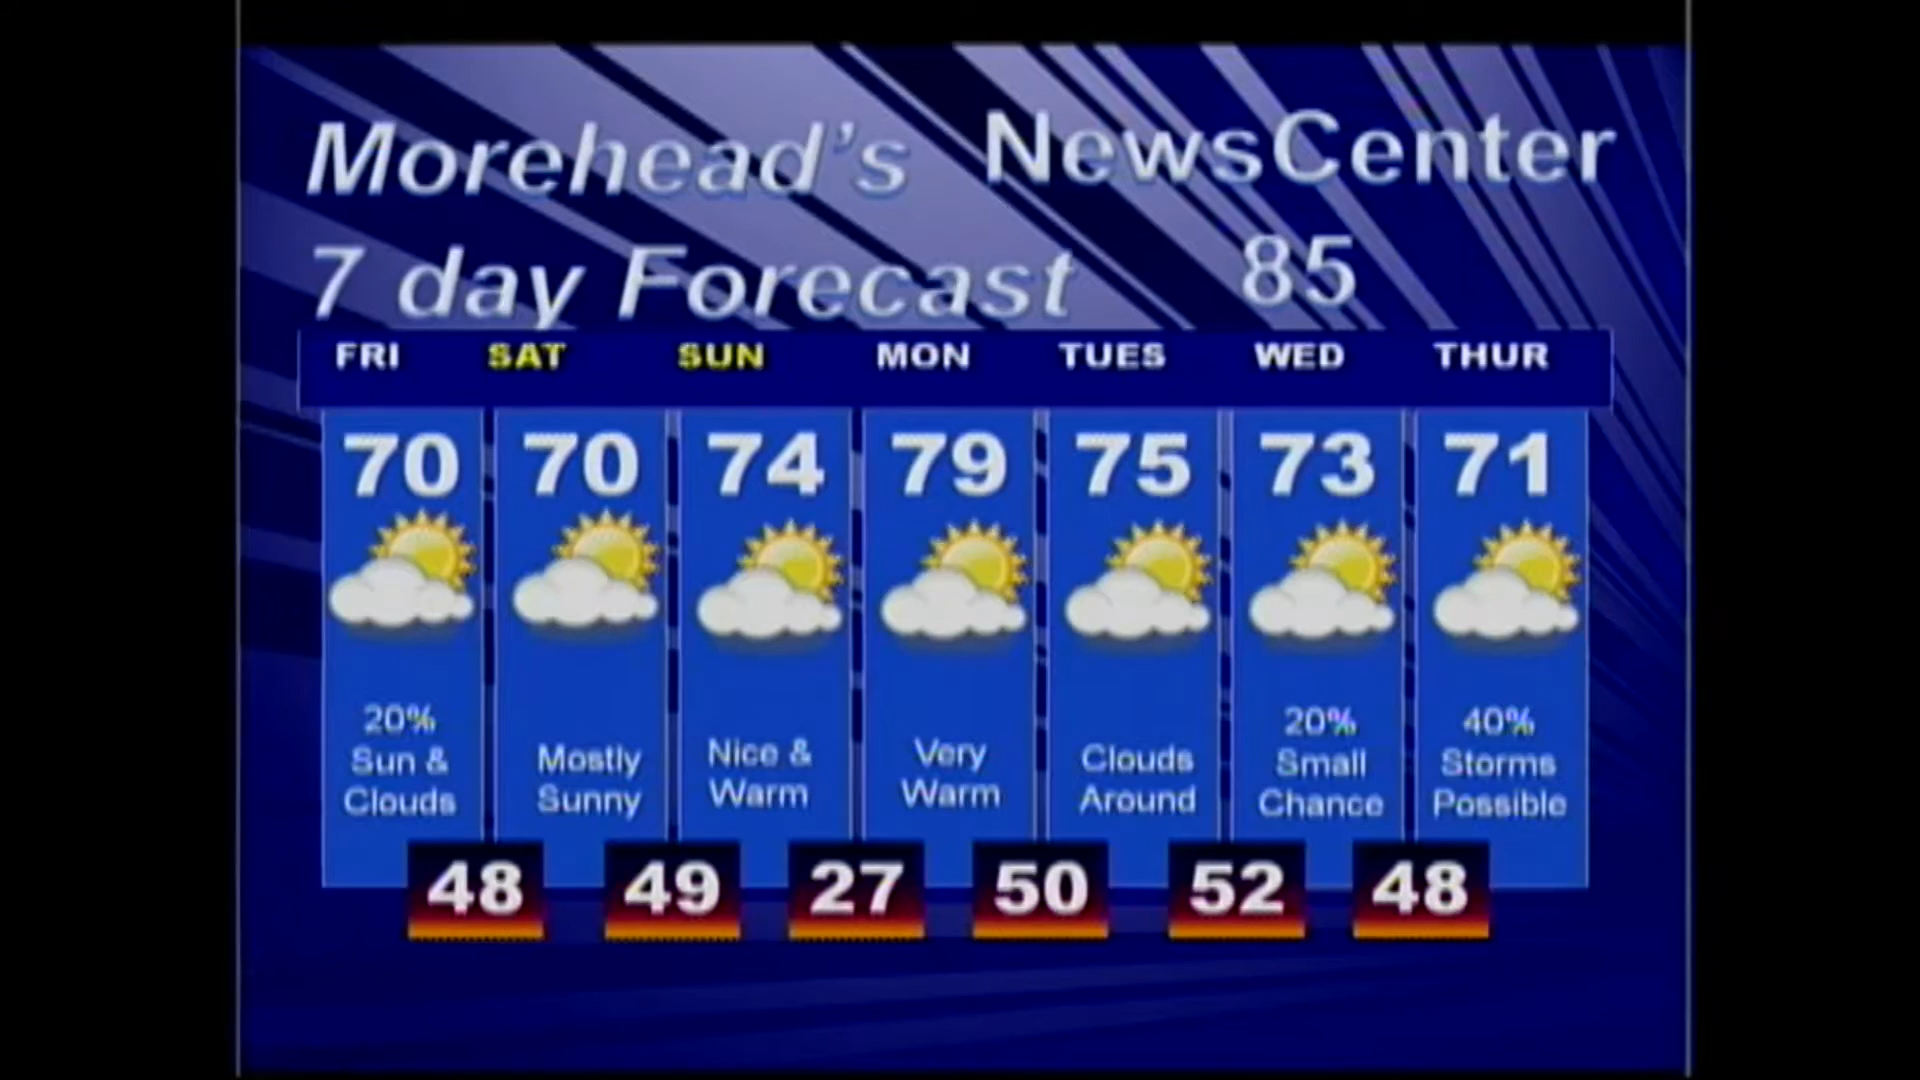 Morehead's NewsCenter
7 day Forecast 85
FRI SAT SUN MON TUES WED THUR
70 70 74 79 75 73 71
20%
Sun &
Clouds
Mostly
Sunny
Nice &
Warm
Very
Warm
Clouds
Around
20%
Small
Chance
40%
Storms
Possible
48 49 27 50 52 48